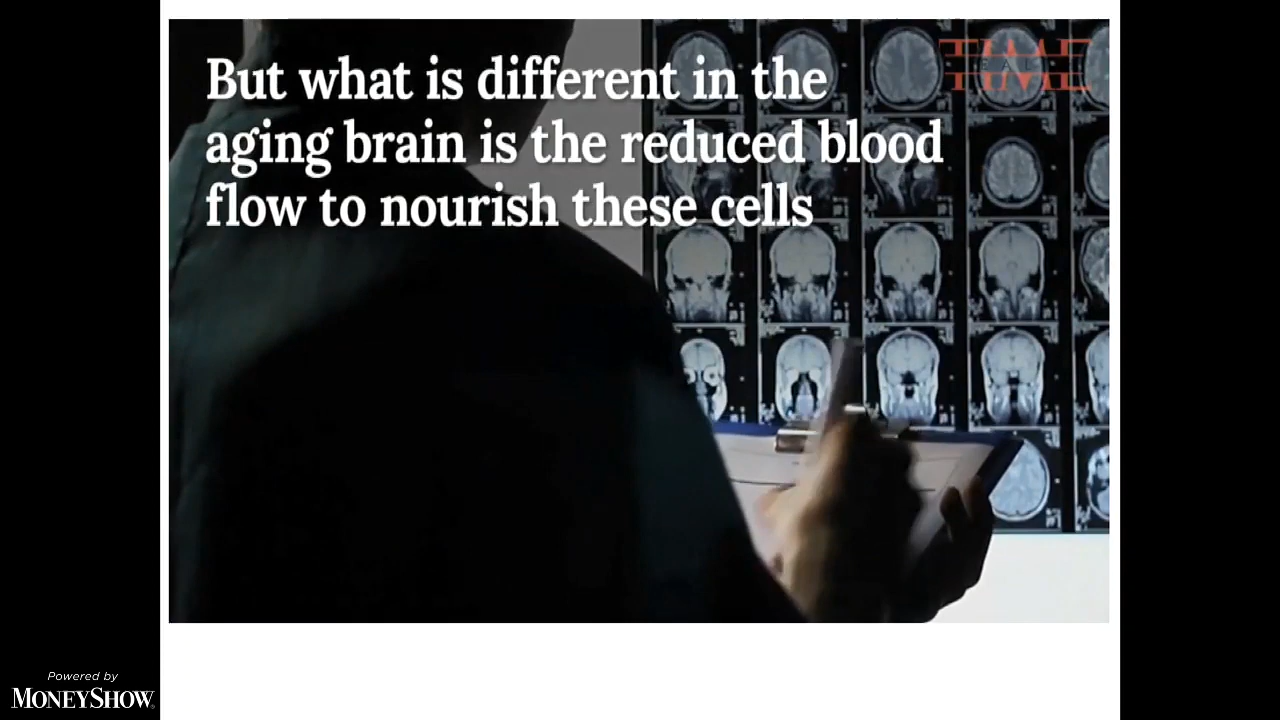 But what is different in the
aging brain is the reduced blood
flow to nourish these cells
TIME
Powered by
MONEYSHOW